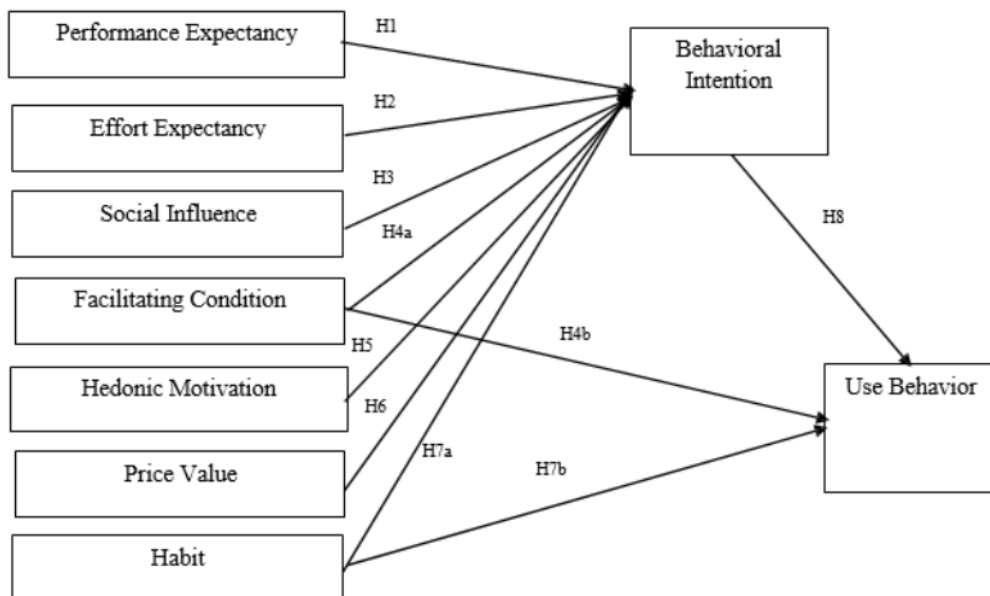 Performance Expectancy
H1
Behavioral
Intention
H2
Effort Expectancy
H3
Social Influence
H4a
H8
Facilitating Condition
H4b
H5
Hedonic Motivation
Use Behavior
H6
H7a
Price Value
H7b
Habit